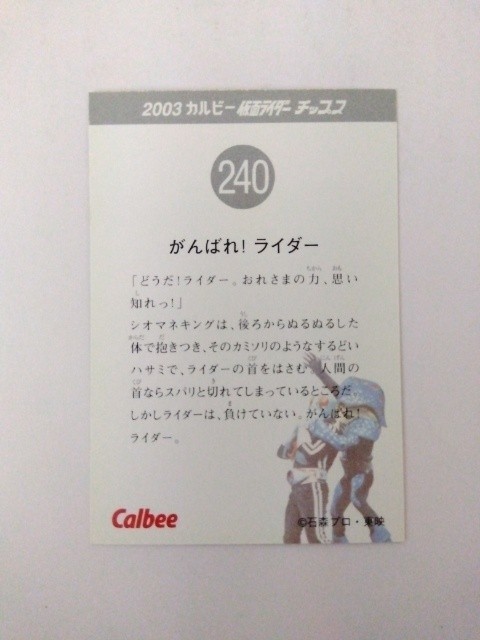 2003 カルビー 仮面ライダー チップス
240
がんばれ! ライダー
「どうだ!ライダー。おれさまの力、思い
知れっ!」
シオマネキングは、後ろからぬるぬるした
体で抱きつき、そのカミソリのようなするどい
ハサミで、ライダーの首をはさむ。人間の
首ならスパリと切れてしまっているところだ。
しかしライダーは、負けていない。がんばれ!
ライダー。
Calbee
©石森プロ・東映